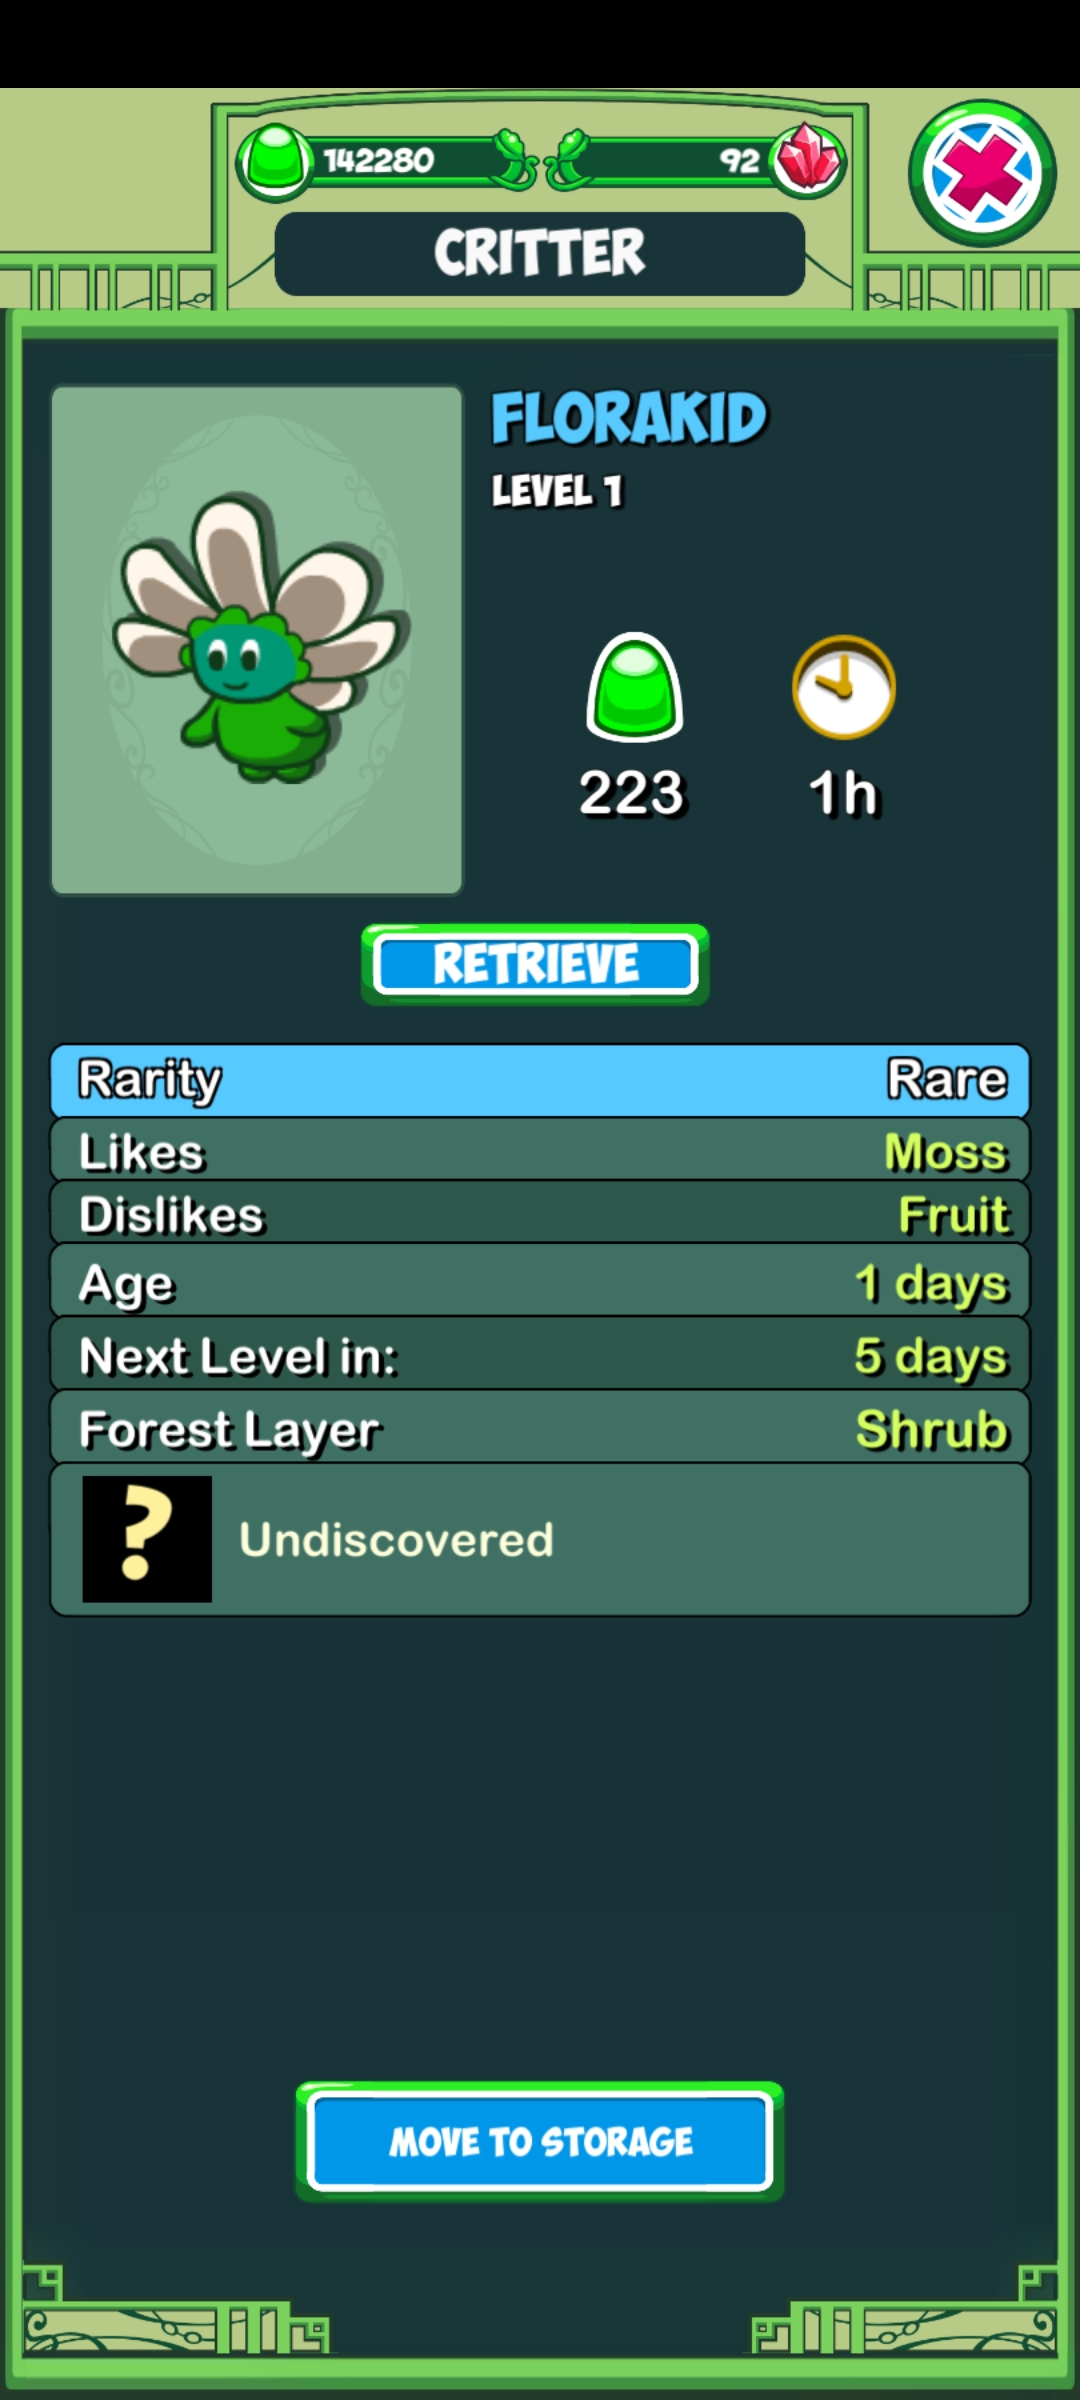 142280
92
CRITTER
FLORAKID
LEVEL 1
223
1h
RETRIEVE
Rarity Rare
Likes Moss
Dislikes Fruit
Age 1 days
Next Level in: 5 days
Forest Layer Shrub
? Undiscovered
MOVE TO STORAGE